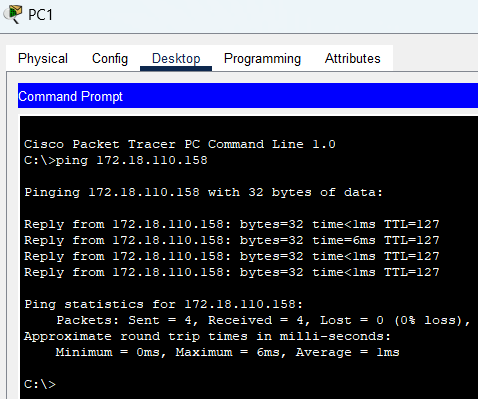 PC1
Physical Config Desktop Programming Attributes
Command Prompt
Cisco Packet Tracer PC Command Line 1.0
C:\>ping 172.18.110.158
Pinging 172.18.110.158 with 32 bytes of data:
Reply from 172.18.110.158: bytes=32 time<1ms TTL=127
Reply from 172.18.110.158: bytes=32 time=6ms TTL=127
Reply from 172.18.110.158: bytes=32 time<1ms TTL=127
Reply from 172.18.110.158: bytes=32 time<1ms TTL=127
Ping statistics for 172.18.110.158:
Packets: Sent = 4, Received = 4, Lost = 0 (0% loss),
Approximate round trip times in milli-seconds:
Minimum = 0ms, Maximum = 6ms, Average = 1ms
C:\>